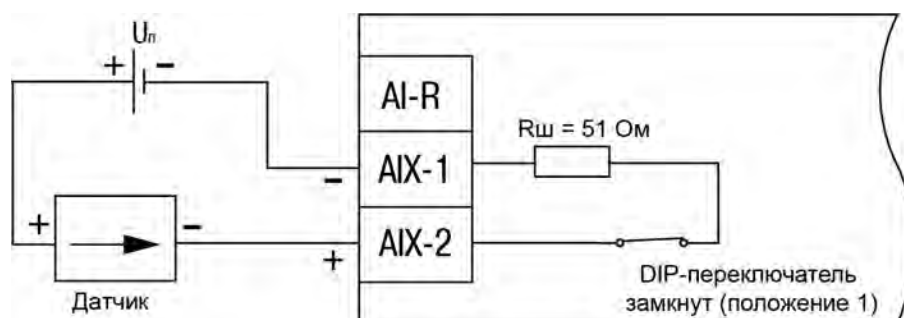 Uп
+ -
AI-R
Rш = 51 Ом
AIX-1
-
+ -
AIX-2
+
Датчик
DIP-переключатель
замкнут (положение 1)